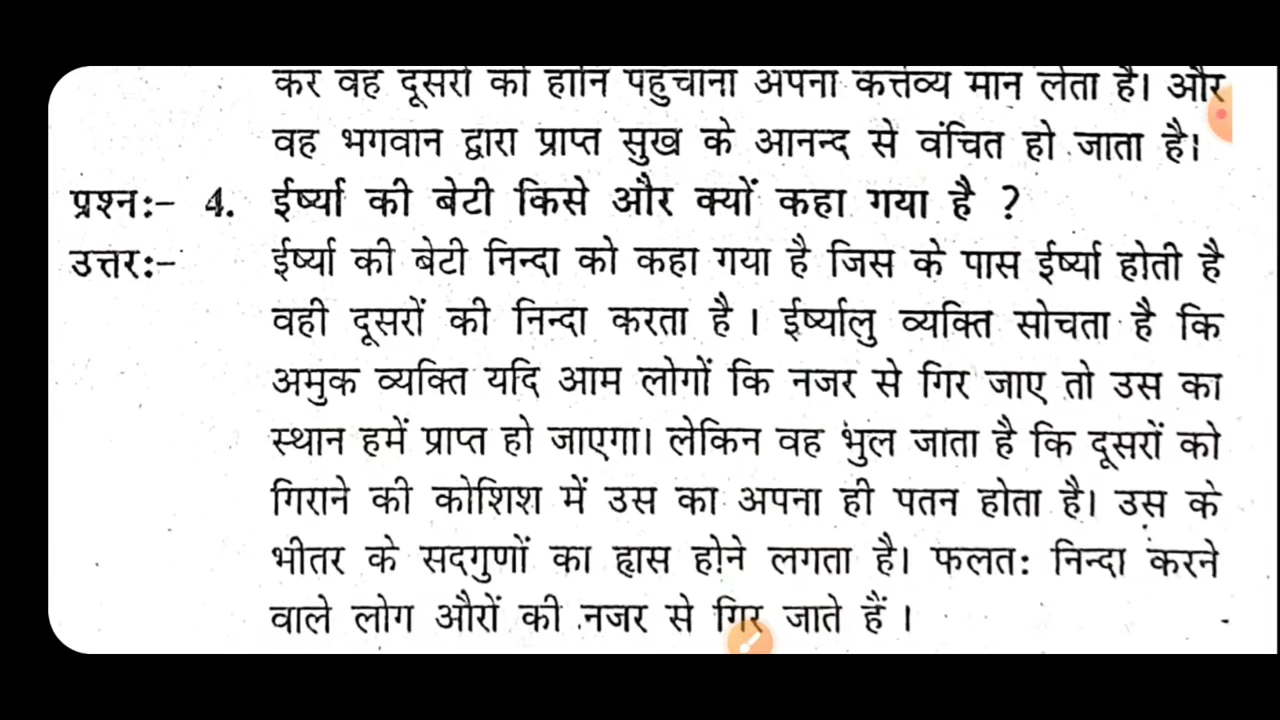 कर वह दूसरों को हानि पहुंचाना अपना कर्त्तव्य मान लेता है। और
वह भगवान द्वारा प्राप्त सुख के आनन्द से वंचित हो जाता है।
प्रश्नः- 4. ईर्ष्या की बेटी किसे और क्यों कहा गया है ?
उत्तरः- ईर्ष्या की बेटी निन्दा को कहा गया है जिस के पास ईर्ष्या होती है
वही दूसरों की निन्दा करता है । ईर्ष्यालु व्यक्ति सोचता है कि
अमुक व्यक्ति यदि आम लोगों कि नजर से गिर जाए तो उस का
स्थान हमें प्राप्त हो जाएगा। लेकिन वह भुल जाता है कि दूसरों को
गिराने की कोशिश में उस का अपना ही पतन होता है। उस के
भीतर के सदगुणों का हृास होने लगता है। फलतः निन्दा करने
वाले लोग औरों की नजर से गिर जाते हैं ।